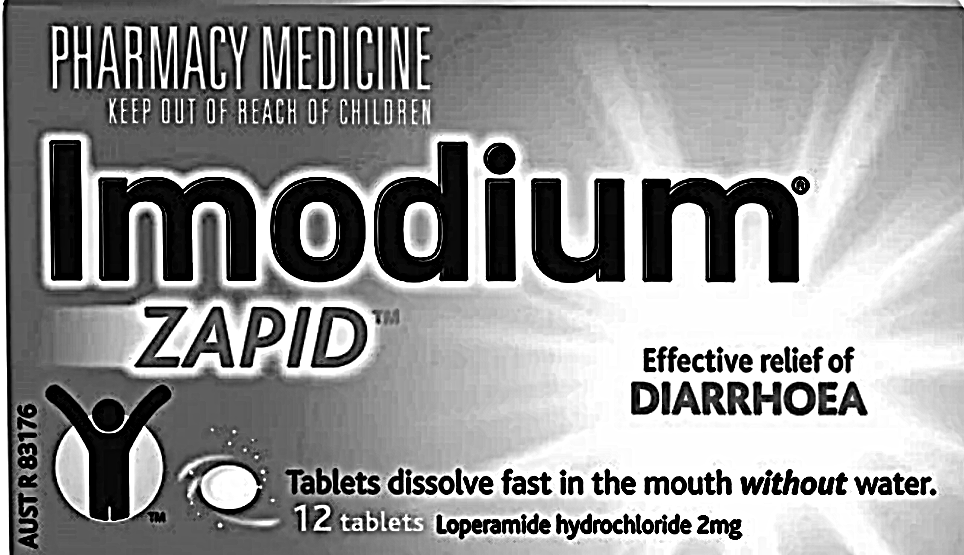 PHARMACY MEDICINE
KEEP OUT OF REACH OF CHILDREN
Imodium®
ZAPID™
Effective relief of
DIARRHOEA
AUST R 83176
TM
Tablets dissolve fast in the mouth without water.
12 tablets Loperamide hydrochloride 2mg